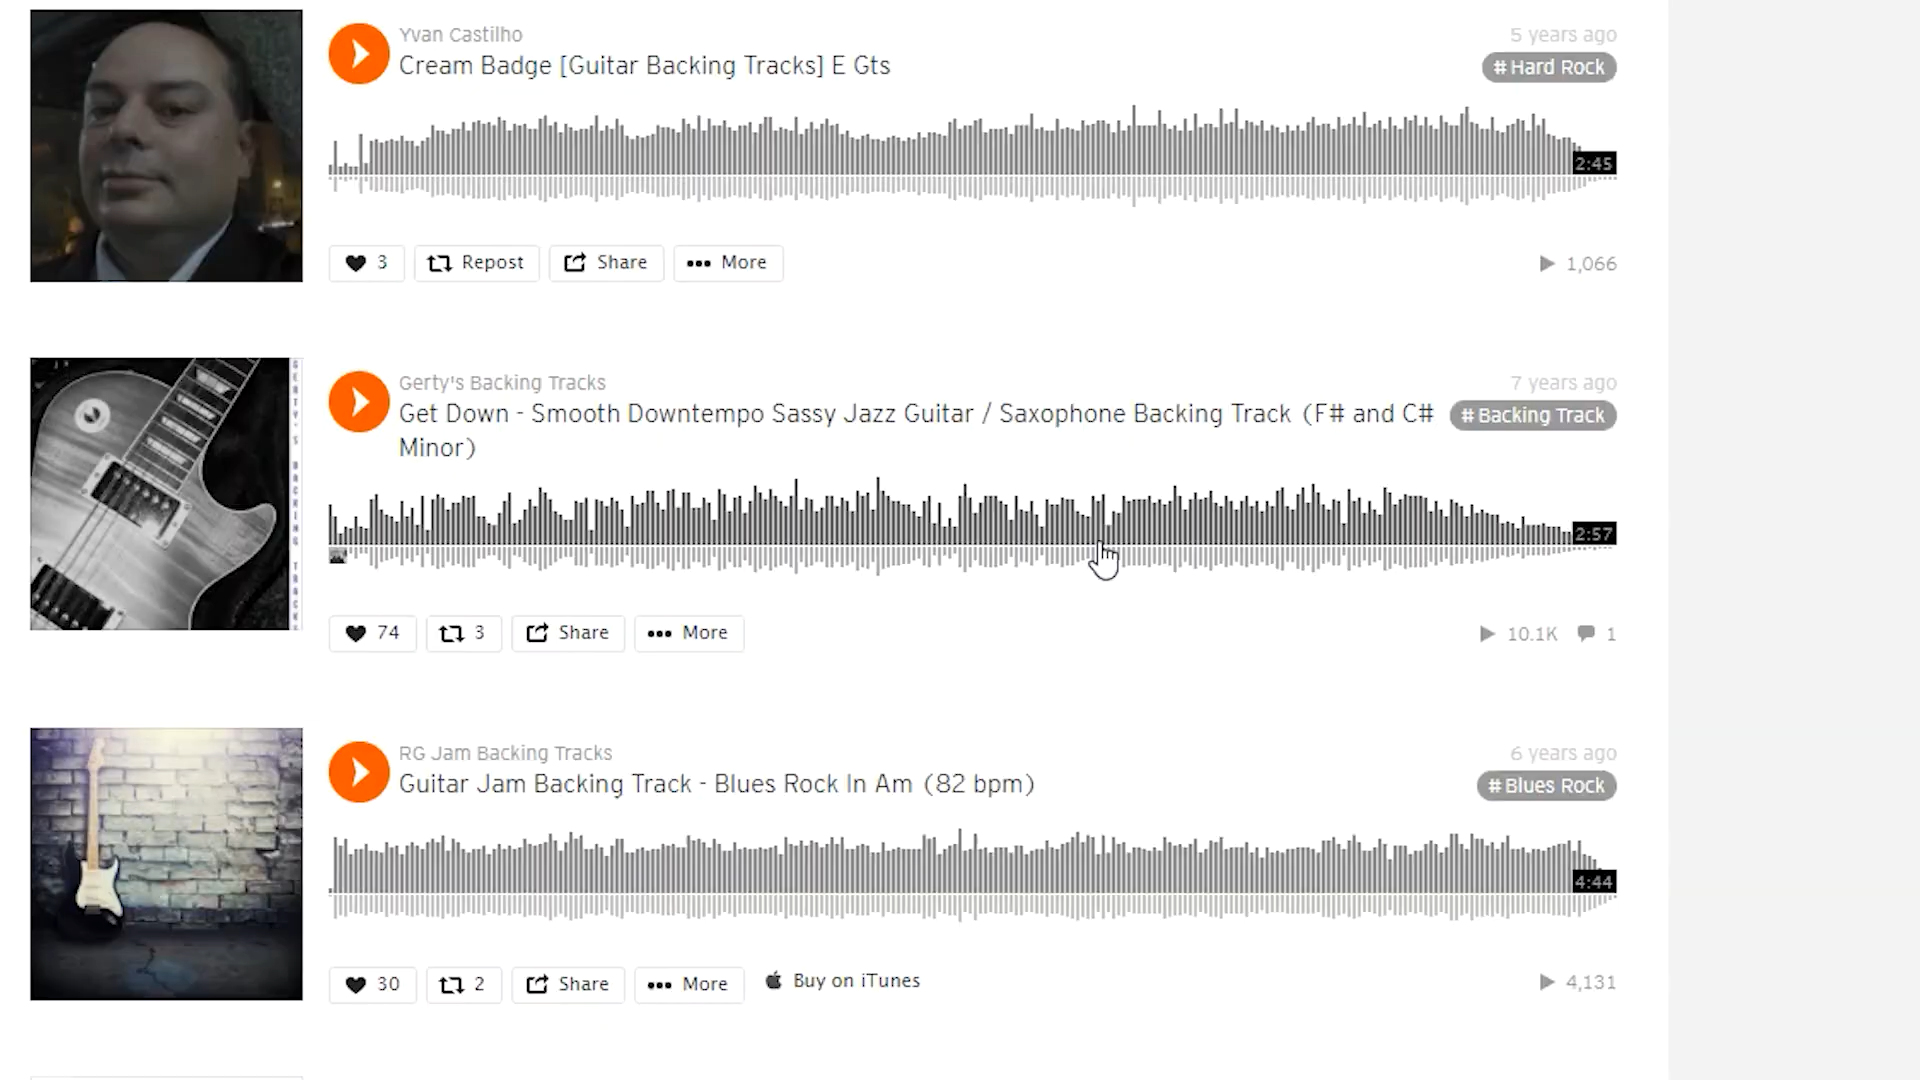 Yvan Castilho
5 years ago
Cream Badge [Guitar Backing Tracks] E Gts
# Hard Rock
2:45
3
Repost
Share
More
1,066
GERTY'S BACKING TRACKS
Gerty's Backing Tracks
7 years ago
Get Down - Smooth Downtempo Sassy Jazz Guitar / Saxophone Backing Track (F# and C#
Minor)
# Backing Track
2:57
74
3
Share
More
10.1K
1
RG Jam Backing Tracks
6 years ago
Guitar Jam Backing Track - Blues Rock In Am (82 bpm)
# Blues Rock
4:44
30
2
Share
More
Buy on iTunes
4,131